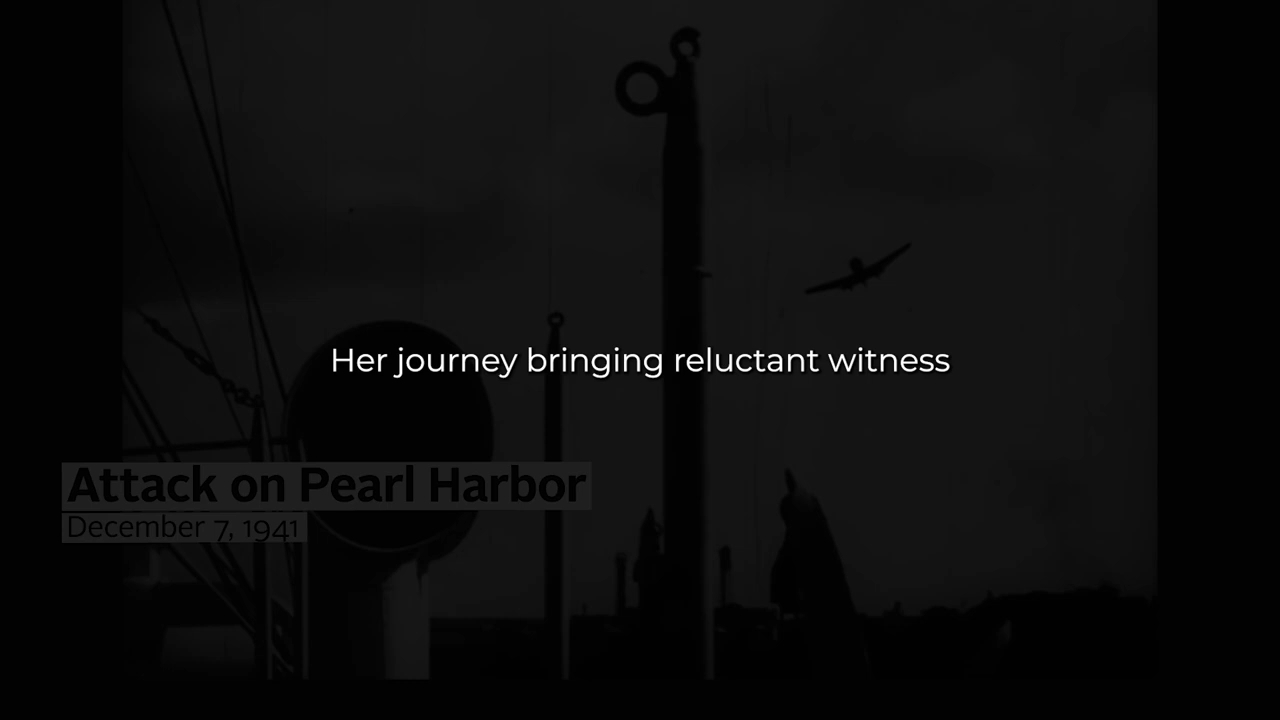 Her journey bringing reluctant witness
Attack on Pearl Harbor
December 7, 1941